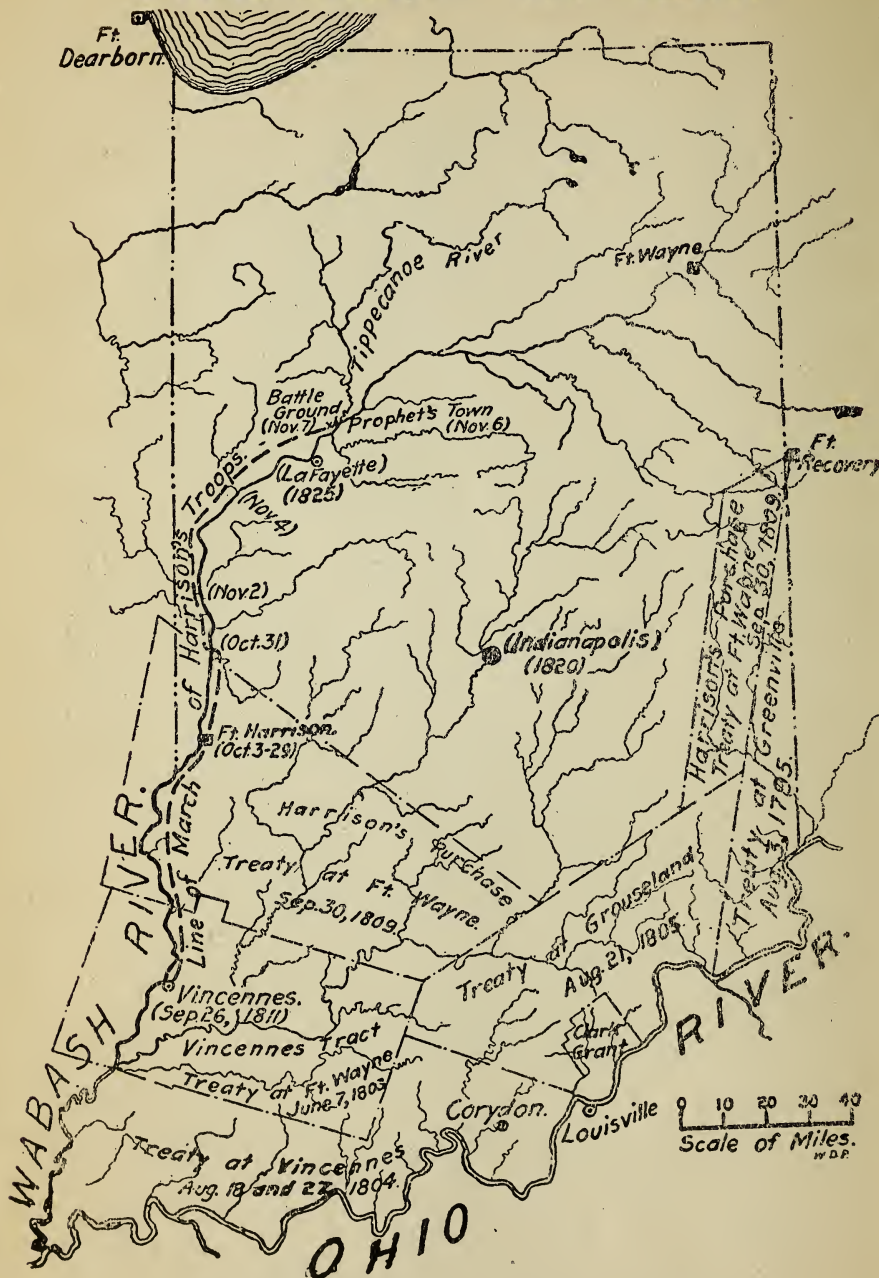 Ft.
Dearborn.
Tippecanoe River
Ft. Wayne.
Battle
Ground
(Nov. 7)
Prophet's Town
(Nov. 6)
Ft.
Recovery
(La Fayette)
(1825)
(Nov. 4)
Line of March of Harrison's Troops.
(Nov. 2)
(Oct. 31)
(Indianapolis)
(1820)
Harrison's Purchase
Treaty at Ft. Wayne
Sep. 30, 1809.
Treaty at Greenville
Aug. 3, 1795.
Ft. Harrison.
(Oct. 3-29)
Harrison's Purchase
Treaty at Ft. Wayne.
Sep. 30, 1809.
Treaty at Grouseland
Aug. 21, 1805
WABASH RIVER.
Vincennes.
(Sep. 26, 1811)
Vincennes Tract
Treaty at Ft. Wayne
June 7, 1803
Clark
Grant
Corydon.
Louisville
Treaty at Vincennes
Aug. 18 and 27, 1804.
OHIO RIVER.
0 10 20 30 40
Scale of Miles.
W.D.P.